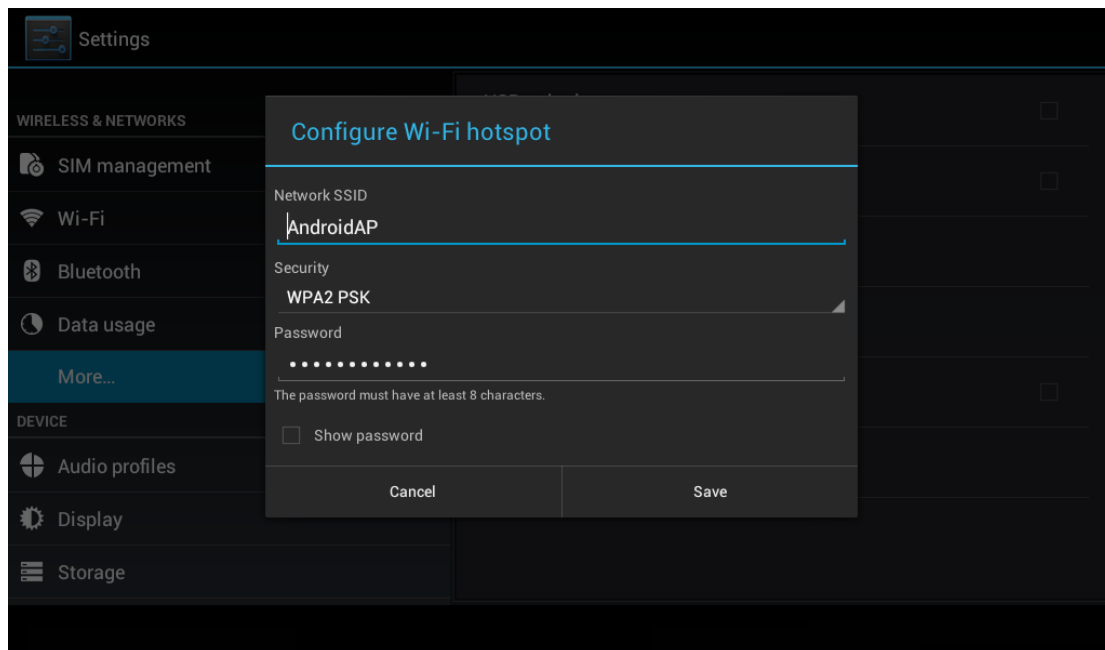 Settings
WIRELESS & NETWORKS
SIM management
Wi-Fi
Bluetooth
Data usage
More...
DEVICE
Audio profiles
Display
Storage
Configure Wi-Fi hotspot
Network SSID
AndroidAP
Security
WPA2 PSK
Password
••••••••••••
The password must have at least 8 characters.
Show password
Cancel
Save